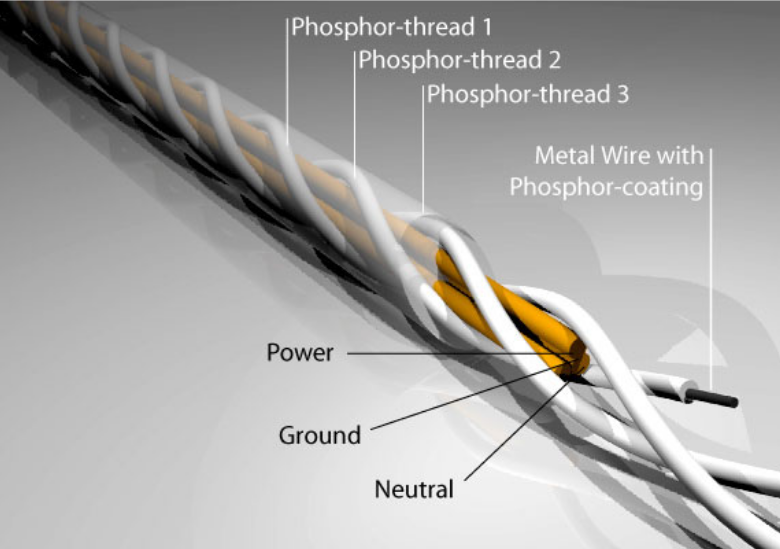 Phosphor-thread 1
Phosphor-thread 2
Phosphor-thread 3
Metal Wire with
Phosphor-coating
Power
Ground
Neutral